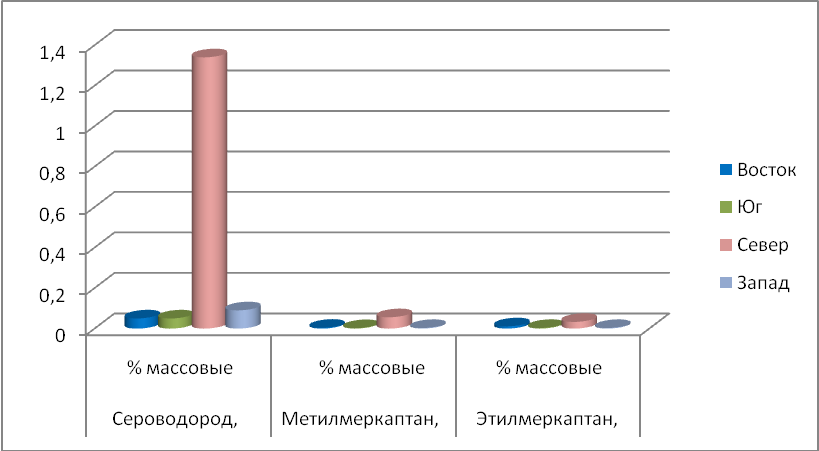 1,4
1,2
1
0,8
0,6
0,4
0,2
0
Восток
Юг
Север
Запад
% массовые % массовые % массовые
Сероводород, Метилмеркаптан, Этилмеркаптан,